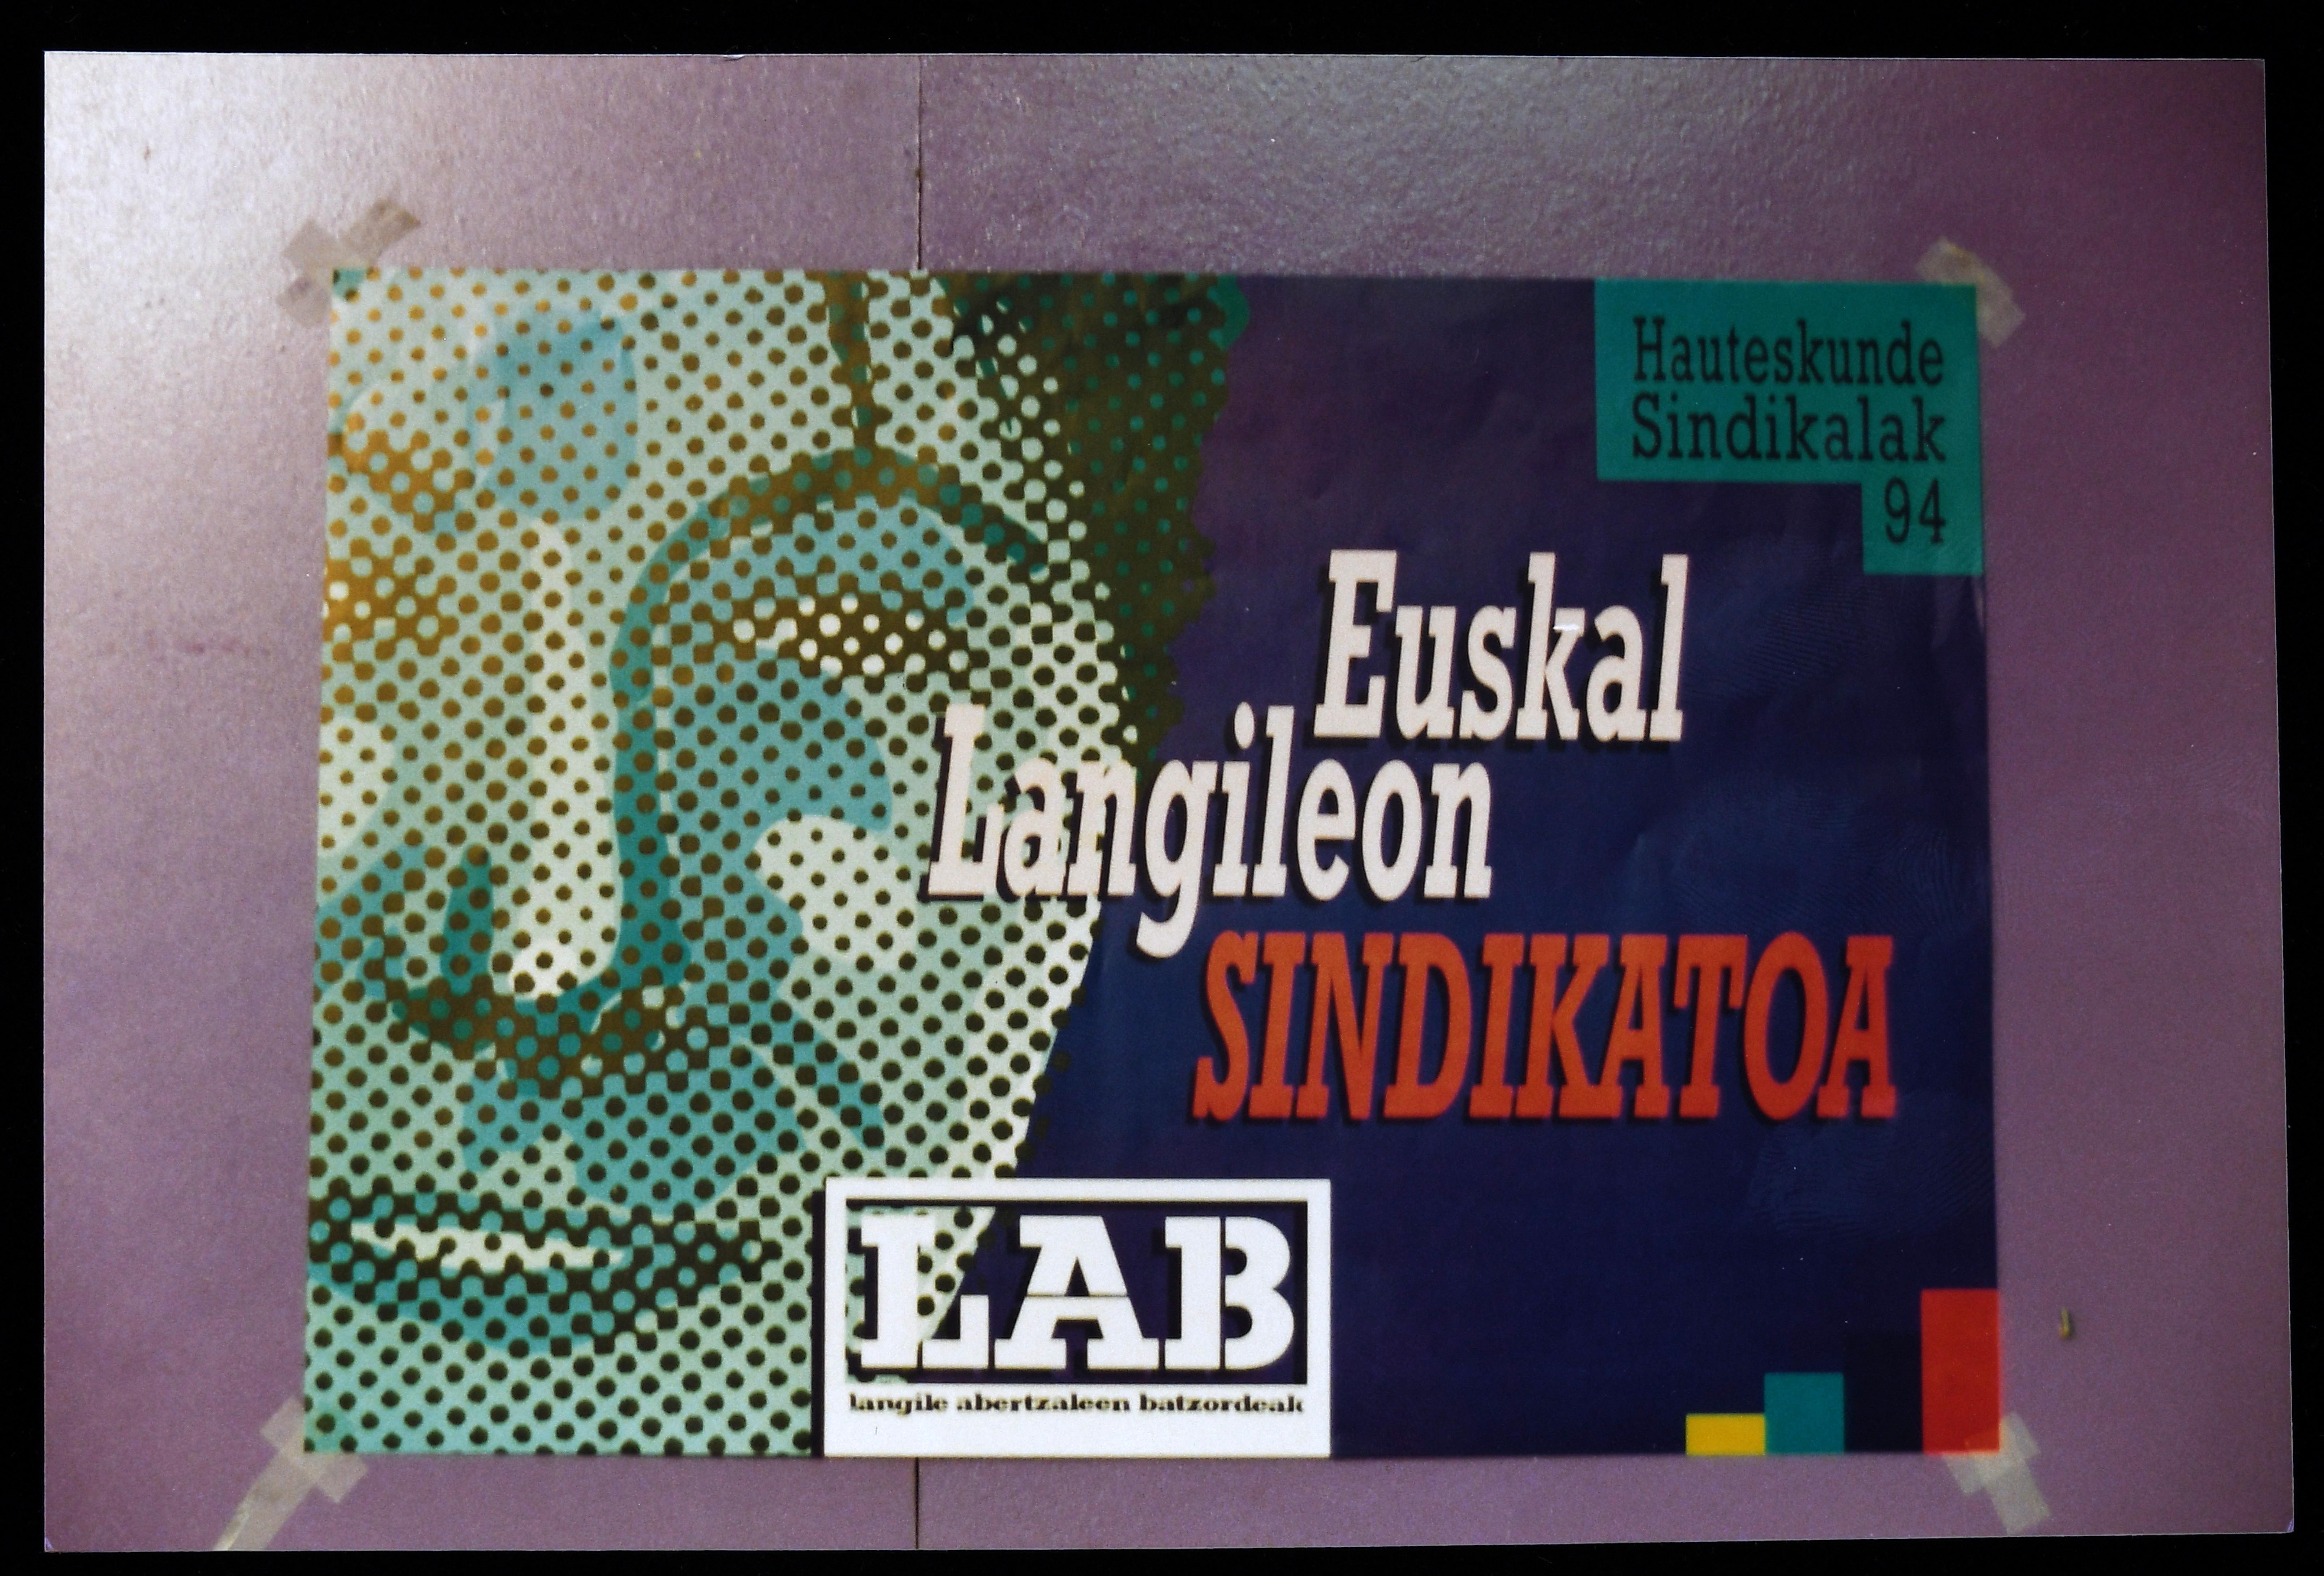 Hauteskunde
Sindikalak
94
Euskal
Langileon
SINDIKATOA
LAB
langile abertzaleen batzordeak